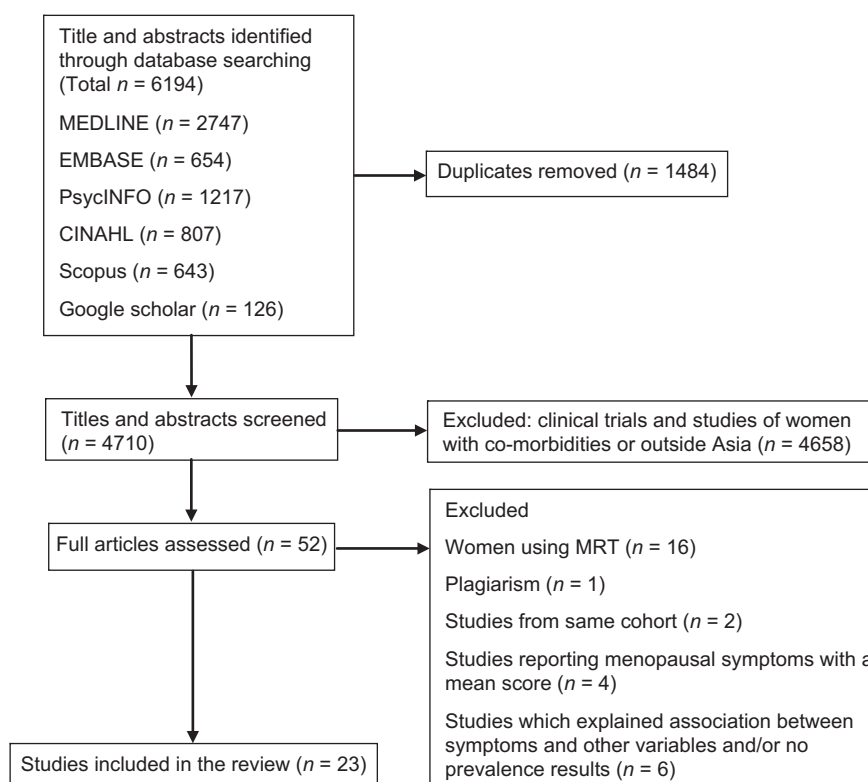 Title and abstracts identified
through database searching
(Total n = 6194)
MEDLINE (n = 2747)
EMBASE (n = 654)
PsycINFO (n = 1217)
CINAHL (n = 807)
Scopus (n = 643)
Google scholar (n = 126)
Duplicates removed (n = 1484)
Titles and abstracts screened
(n = 4710)
Excluded: clinical trials and studies of women
with co-morbidities or outside Asia (n = 4658)
Full articles assessed (n = 52)
Excluded
Women using MRT (n = 16)
Plagiarism (n = 1)
Studies from same cohort (n = 2)
Studies reporting menopausal symptoms with a
mean score (n = 4)
Studies which explained association between
symptoms and other variables and/or no
prevalence results (n = 6)
Studies included in the review (n = 23)